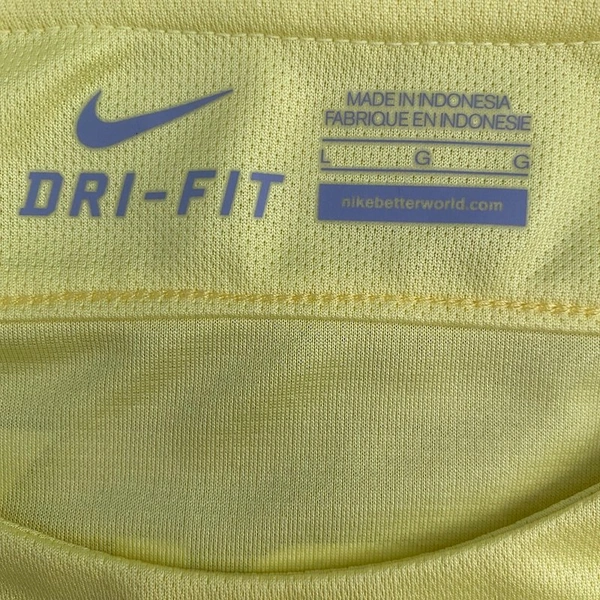 DRI-FIT
MADE IN INDONESIA
FABRIQUE EN INDONESIE
L G G
nikebetterworld.com